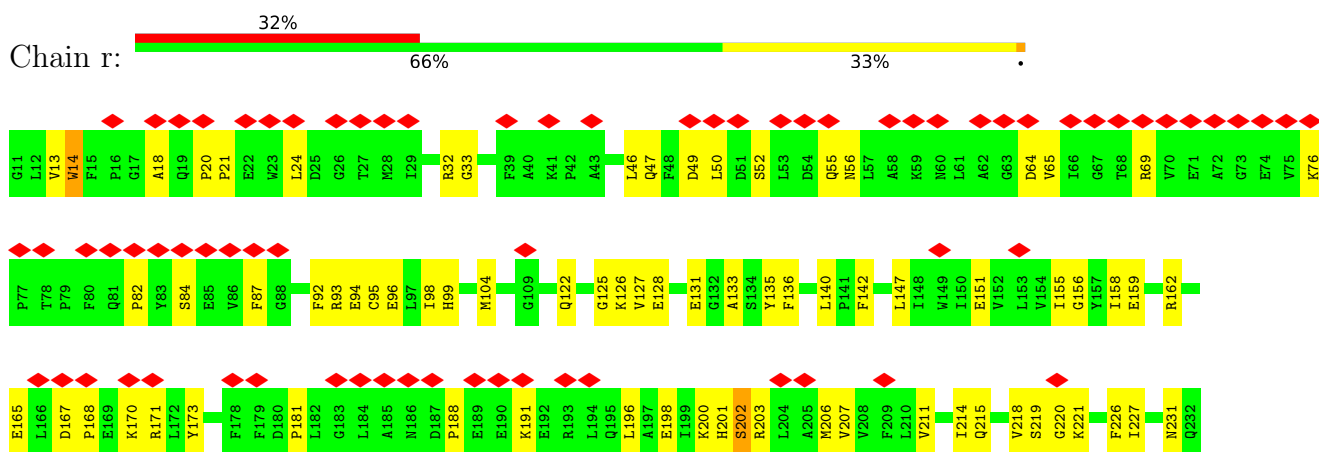 32%
Chain r:
66% 33% •
G11 L12 V13 W14 F15 P16 G17 A18 Q19 P20 P21 E22 W23 L24 D25 G26 T27 M28 I29 R32 G33 F39 A40 K41 P42 A43 L46 Q47 F48 D49 L50 D51 S52 L53 D54 Q55 N56 L57 A58 K59 N60 L61 A62 G63 D64 V65 I66 G67 T68 R69 V70 E71 A72 G73 E74 V75 K76
P77 T78 P79 F80 Q81 P82 Y83 S84 E85 V86 F87 G88 F92 R93 E94 C95 E96 L97 I98 H99 M104 G109 Q122 G125 K126 V127 E128 E131 G132 A133 S134 Y135 F136 L140 P141 F142 L147 I148 W149 I150 E151 V152 L153 V154 I155 G156 Y157 I158 E159 R162
E165 L166 D167 P168 E169 K170 R171 L172 Y173 F178 F179 D180 P181 L182 G183 L184 A185 N186 D187 P188 E189 E190 K191 E192 R193 L194 Q195 L196 A197 E198 I199 K200 H201 S202 R203 L204 A205 M206 V207 V208 F209 L210 V211 I214 Q215 V218 S219 G220 K221 F226 I227 N231 Q232